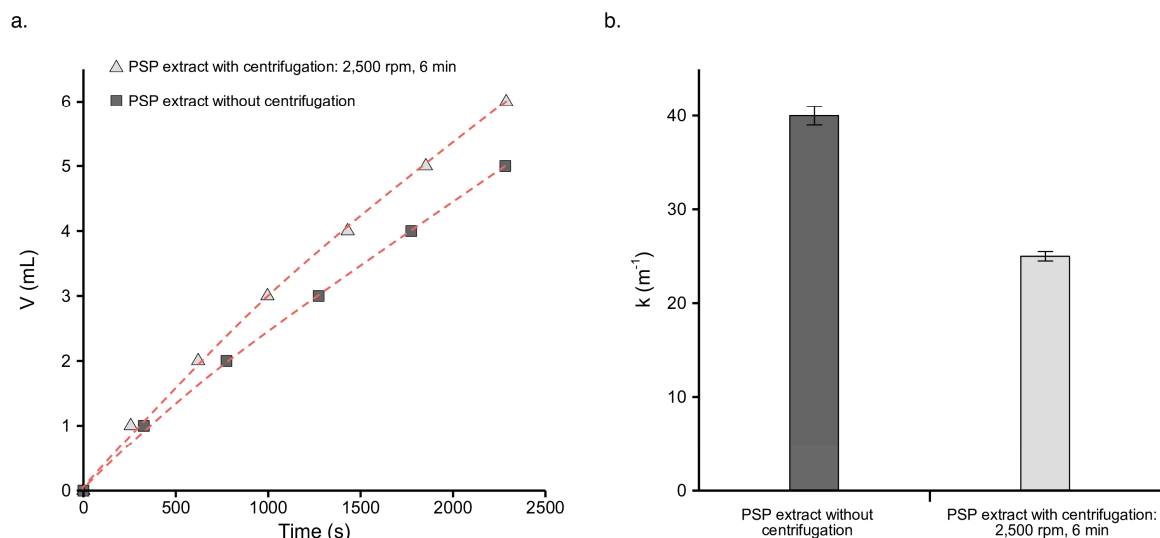 a.
PSP extract with centrifugation: 2,500 rpm, 6 min
PSP extract without centrifugation
6
5
4
3
2
1
0
V (mL)
0 500 1000 1500 2000 2500
Time (s)
b.
40
30
20
10
0
k (m⁻¹)
PSP extract without
centrifugation
PSP extract with centrifugation:
2,500 rpm, 6 min